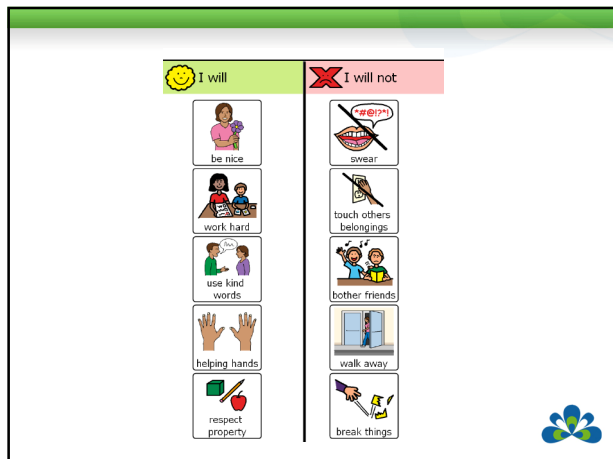 I will
be nice
work hard
use kind
words
helping hands
respect
property
I will not
*#@!?*!
swear
touch others
belongings
bother friends
walk away
break things